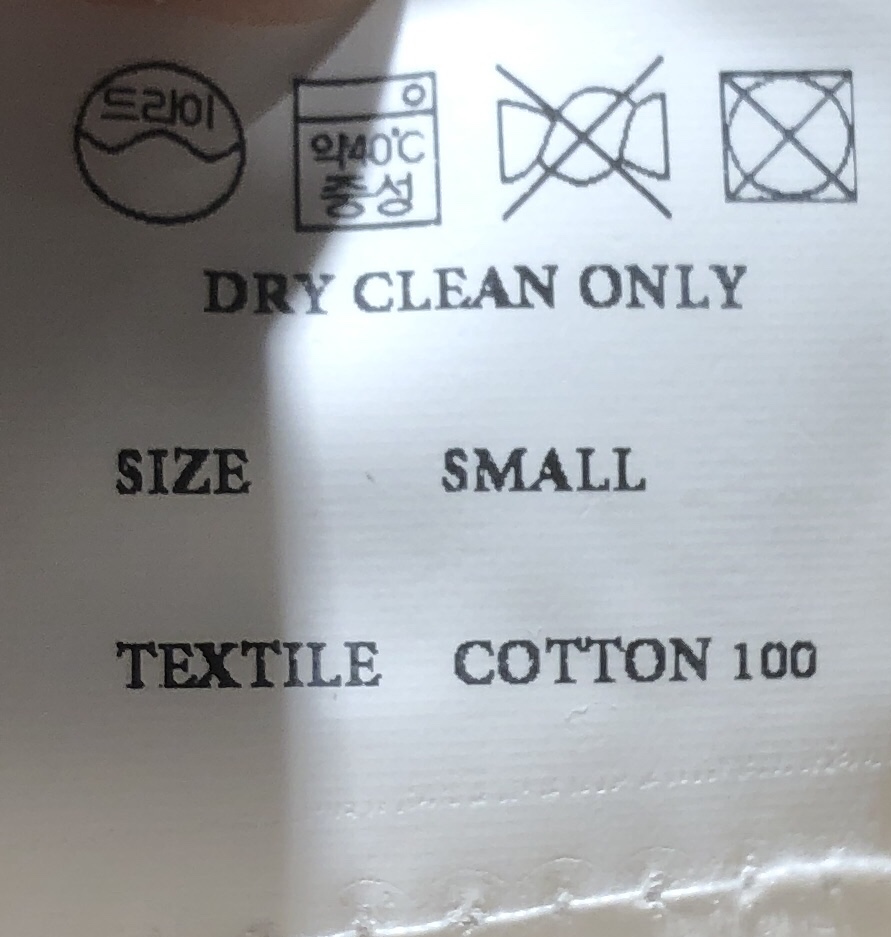 드라이
약40℃
중성
DRY CLEAN ONLY
SIZE SMALL
TEXTILE COTTON 100